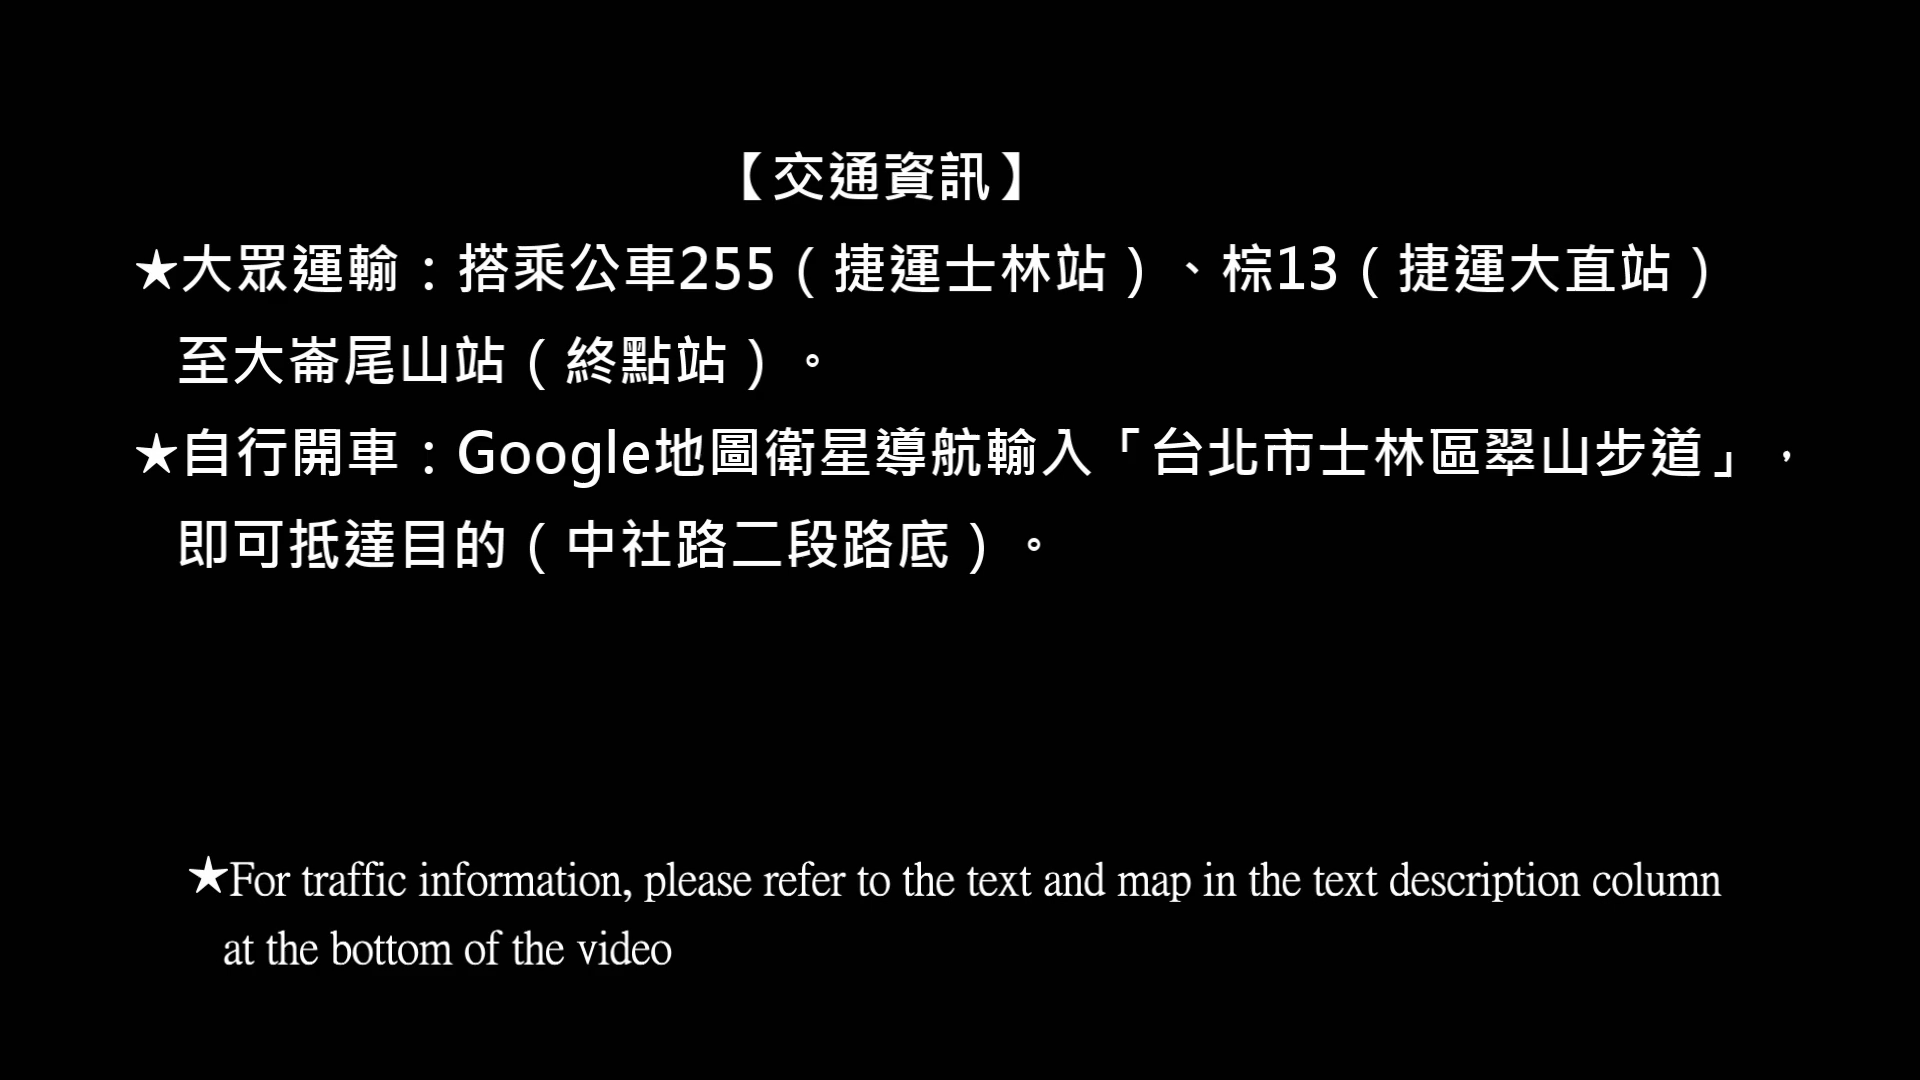 【交通資訊】
★大眾運輸：搭乘公車255（捷運士林站）、棕13（捷運大直站）
至大崙尾山站（終點站）。
★自行開車：Google地圖衛星導航輸入「台北市士林區翠山步道」，
即可抵達目的（中社路二段路底）。
★For traffic information, please refer to the text and map in the text description column
at the bottom of the video